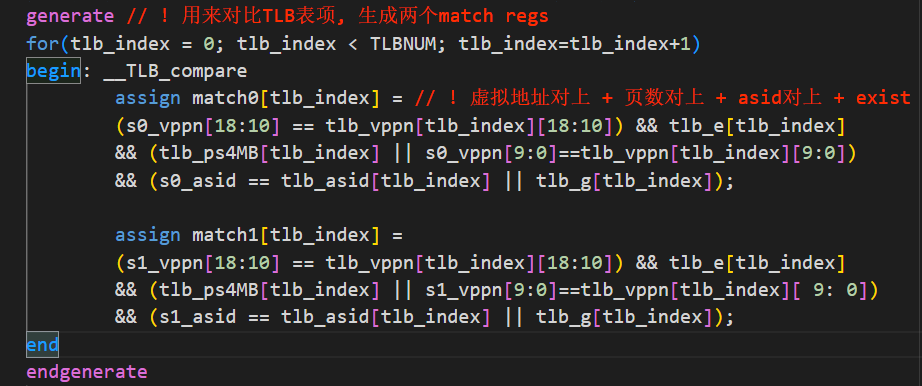 generate // ! 用来对比TLB表项, 生成两个match regs
for(tlb_index = 0; tlb_index < TLBNUM; tlb_index=tlb_index+1)
begin: __TLB_compare
assign match0[tlb_index] = // ! 虚拟地址对上 + 页数对上 + asid对上 + exist
(s0_vppn[18:10] == tlb_vppn[tlb_index][18:10]) && tlb_e[tlb_index]
&& (tlb_ps4MB[tlb_index] || s0_vppn[9:0]==tlb_vppn[tlb_index][9:0])
&& (s0_asid == tlb_asid[tlb_index] || tlb_g[tlb_index]);
assign match1[tlb_index] =
(s1_vppn[18:10] == tlb_vppn[tlb_index][18:10]) && tlb_e[tlb_index]
&& (tlb_ps4MB[tlb_index] || s1_vppn[9:0]==tlb_vppn[tlb_index][ 9: 0])
&& (s1_asid == tlb_asid[tlb_index] || tlb_g[tlb_index]);
end
endgenerate